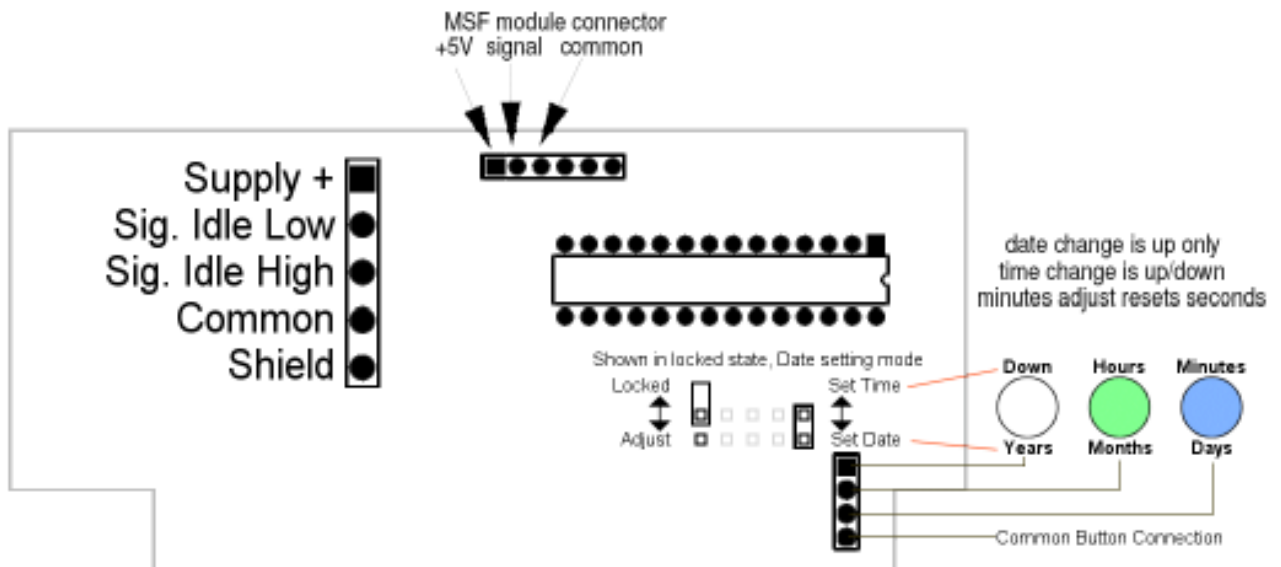 MSF module connector
+5V signal common
Supply +
Sig. Idle Low
Sig. Idle High
Common
Shield
date change is up only
time change is up/down
minutes adjust resets seconds
Shown in locked state, Date setting mode
Locked
Set Time
Adjust
Set Date
Down Hours Minutes
Years Months Days
Common Button Connection